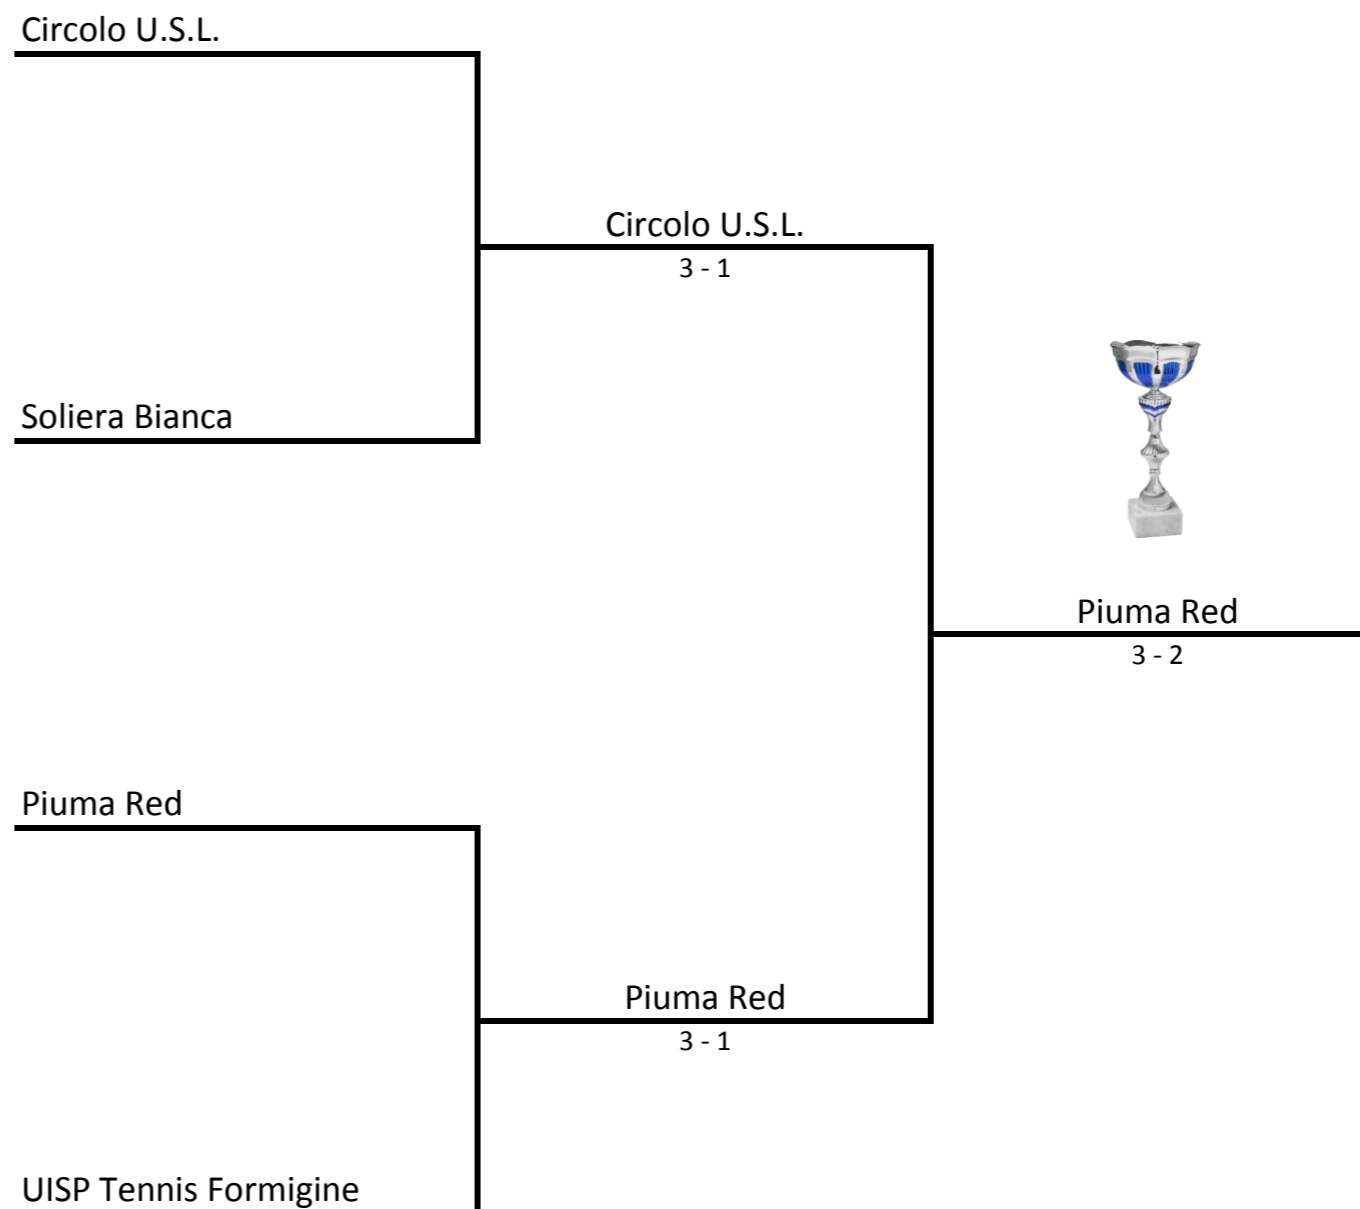 Circolo U.S.L.
Circolo U.S.L.
3 - 1
Soliera Bianca
Piuma Red
3 - 2
Piuma Red
Piuma Red
3 - 1
UISP Tennis Formigine